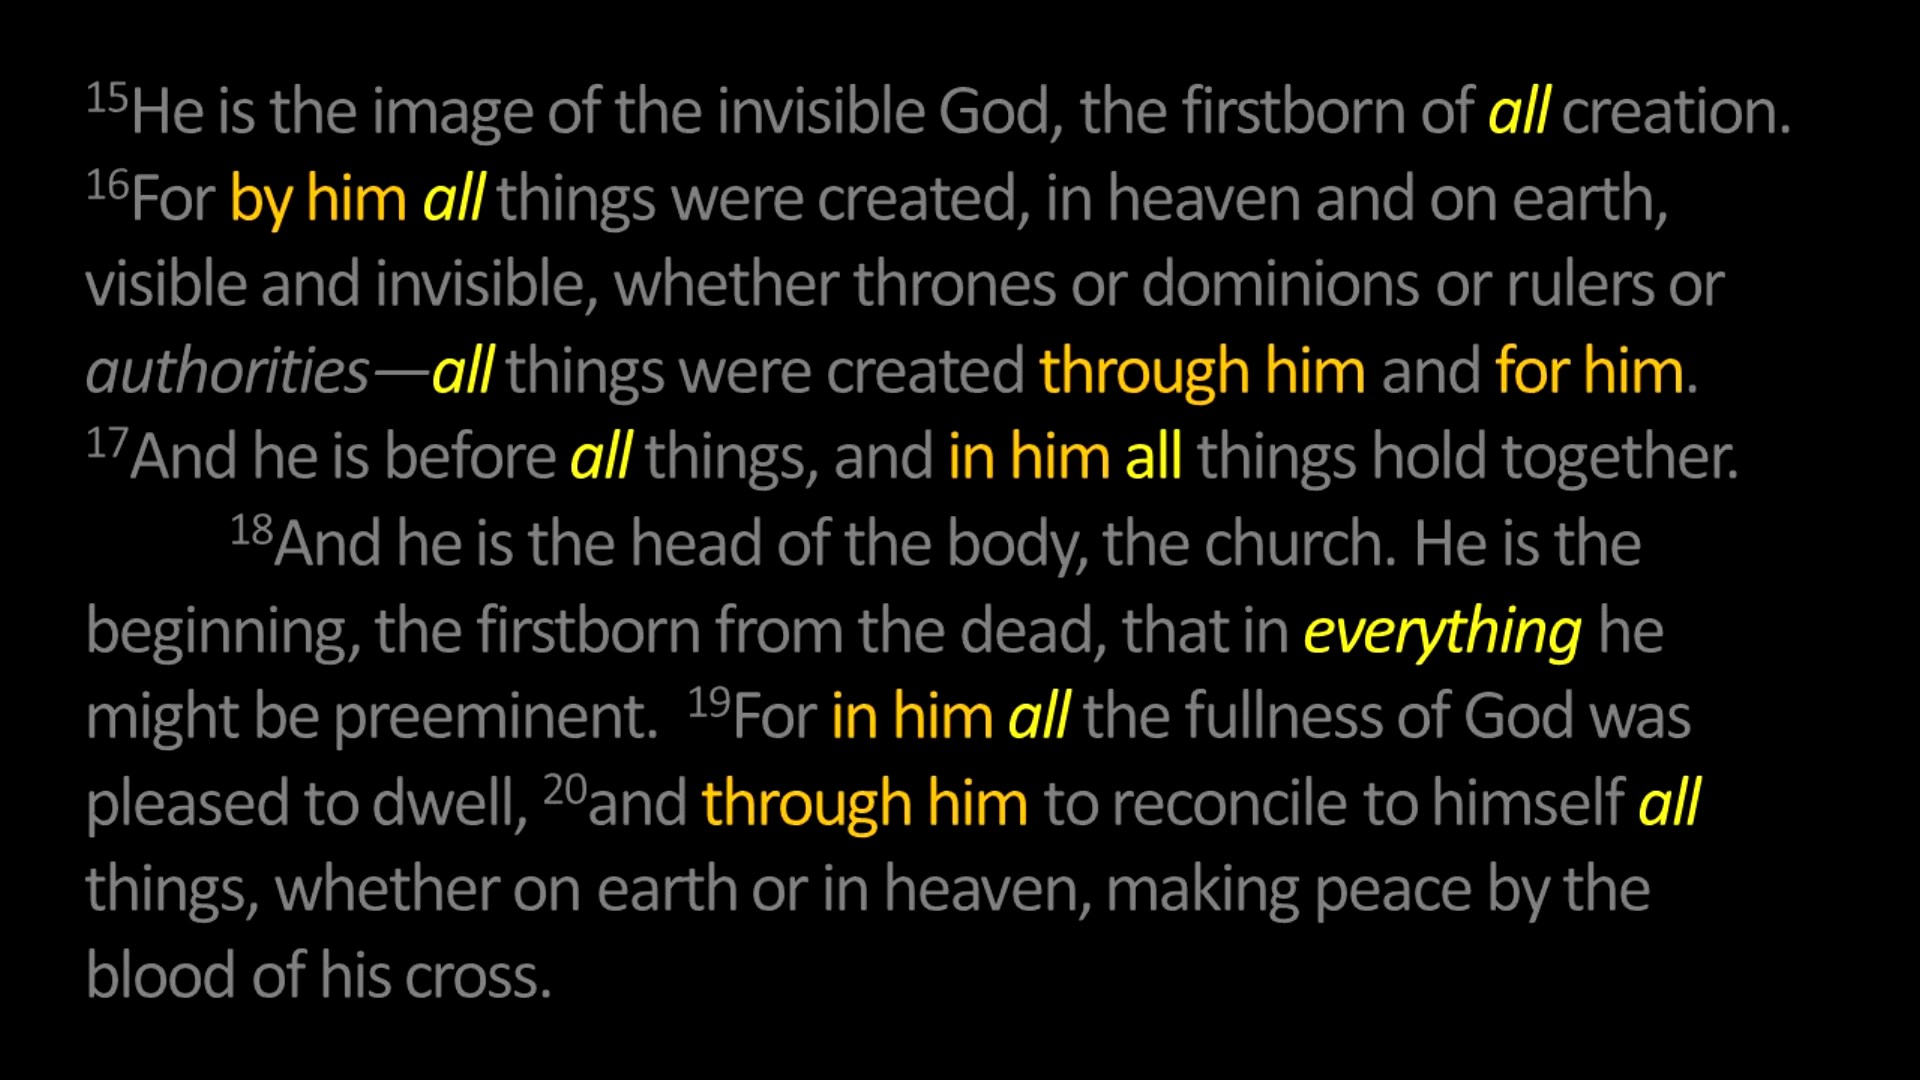 ¹⁵He is the image of the invisible God, the firstborn of all creation.
¹⁶For by him all things were created, in heaven and on earth,
visible and invisible, whether thrones or dominions or rulers or
authorities—all things were created through him and for him.
¹⁷And he is before all things, and in him all things hold together.
¹⁸And he is the head of the body, the church. He is the
beginning, the firstborn from the dead, that in everything he
might be preeminent. ¹⁹For in him all the fullness of God was
pleased to dwell, ²⁰and through him to reconcile to himself all
things, whether on earth or in heaven, making peace by the
blood of his cross.